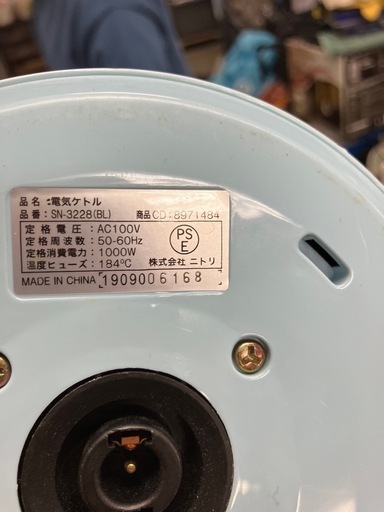 品名：電気ケトル
品番：SN-3228(BL) 商品CD:8971484
定格電圧：AC100V
定格周波数：50-60Hz
定格消費電力：1000W
温度ヒューズ：184℃
PS
E
株式会社 ニトリ
MADE IN CHINA 1909006168